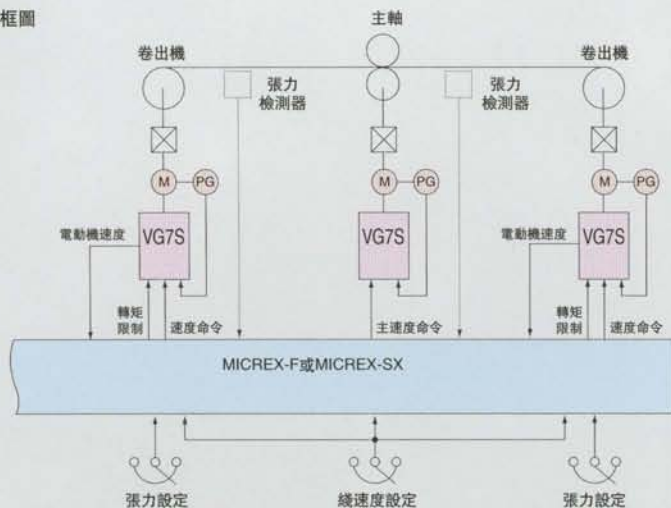 框圖
主軸
卷出機
卷出機
張力
檢測器
張力
檢測器
M
PG
M
PG
M
PG
VG7S
VG7S
VG7S
電動機速度
電動機速度
轉矩
限制
速度命令
主速度命令
轉矩
限制
速度命令
MICREX-F或MICREX-SX
張力設定
綫速度設定
張力設定